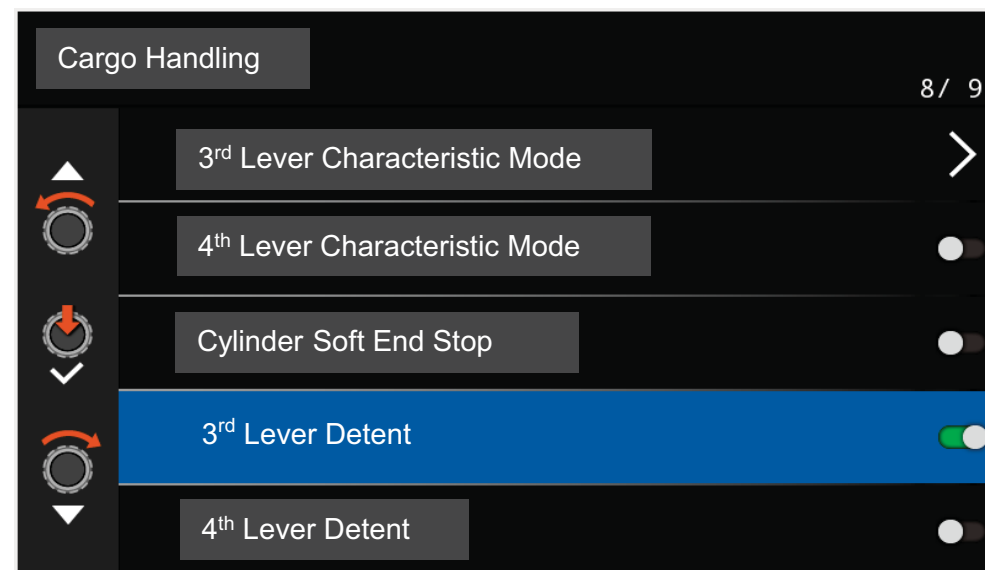 Cargo Handling
8/ 9
3rd Lever Characteristic Mode
4th Lever Characteristic Mode
Cylinder Soft End Stop
3rd Lever Detent
4th Lever Detent